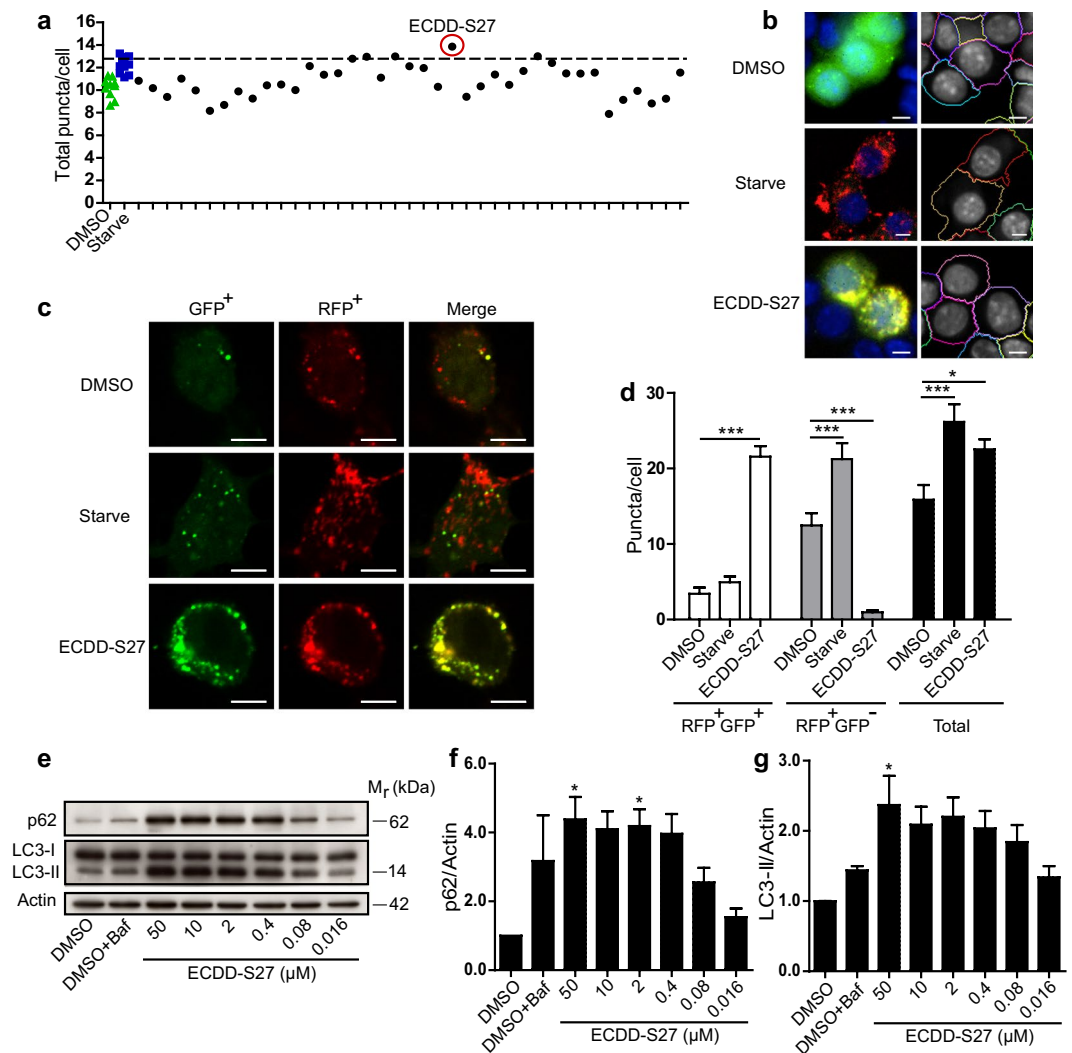 a
Total puncta/cell
16
14
12
10
8
6
4
2
0
ECDD-S27
DMSO
Starve
b
DMSO
Starve
ECDD-S27
c
GFP+
RFP+
Merge
DMSO
Starve
ECDD-S27
d
Puncta/cell
30
20
10
0
***
***
***
***
*
DMSO
Starve
ECDD-S27
DMSO
Starve
ECDD-S27
DMSO
Starve
ECDD-S27
RFP+GFP+
RFP+GFP-
Total
e
Mr (kDa)
p62
62
LC3-I
LC3-II
14
Actin
42
DMSO
DMSO+Baf
50
10
2
0.4
0.08
0.016
ECDD-S27 (µM)
f
p62/Actin
6.0
4.0
2.0
0.0
*
*
DMSO
DMSO+Baf
50
10
2
0.4
0.08
0.016
ECDD-S27 (µM)
g
LC3-II/Actin
3.0
2.0
1.0
0.0
*
DMSO
DMSO+Baf
50
10
2
0.4
0.08
0.016
ECDD-S27 (µM)